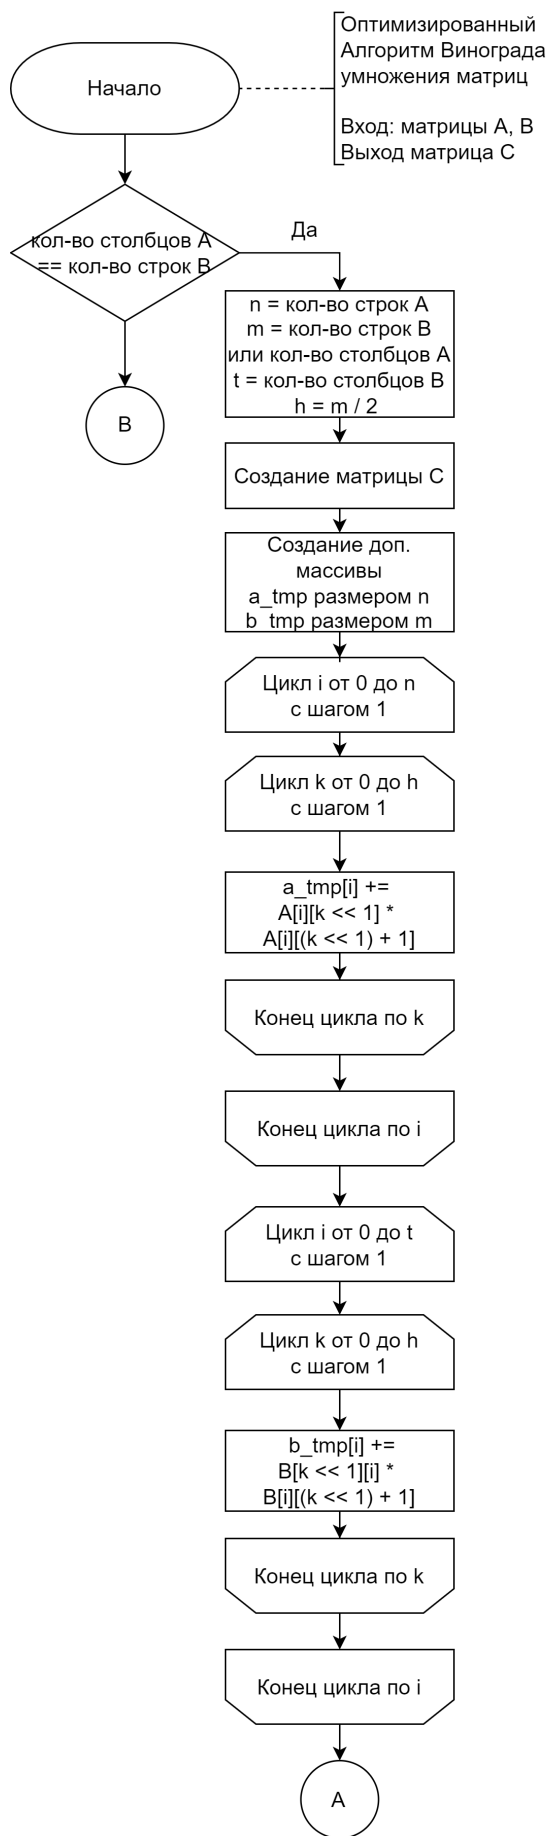 Начало
Оптимизированный
Алгоритм Винограда
умножения матриц
Вход: матрицы A, B
Выход матрица C
кол-во столбцов A
== кол-во строк B
Да
B
n = кол-во строк A
m = кол-во строк B
или кол-во столбцов A
t = кол-во столбцов B
h = m / 2
Создание матрицы C
Создание доп.
массивы
a_tmp размером n
b_tmp размером m
Цикл i от 0 до n
с шагом 1
Цикл k от 0 до h
с шагом 1
a_tmp[i] +=
A[i][k << 1] *
A[i][(k << 1) + 1]
Конец цикла по k
Конец цикла по i
Цикл i от 0 до t
с шагом 1
Цикл k от 0 до h
с шагом 1
b_tmp[i] +=
B[k << 1][i] *
B[i][(k << 1) + 1]
Конец цикла по k
Конец цикла по i
A